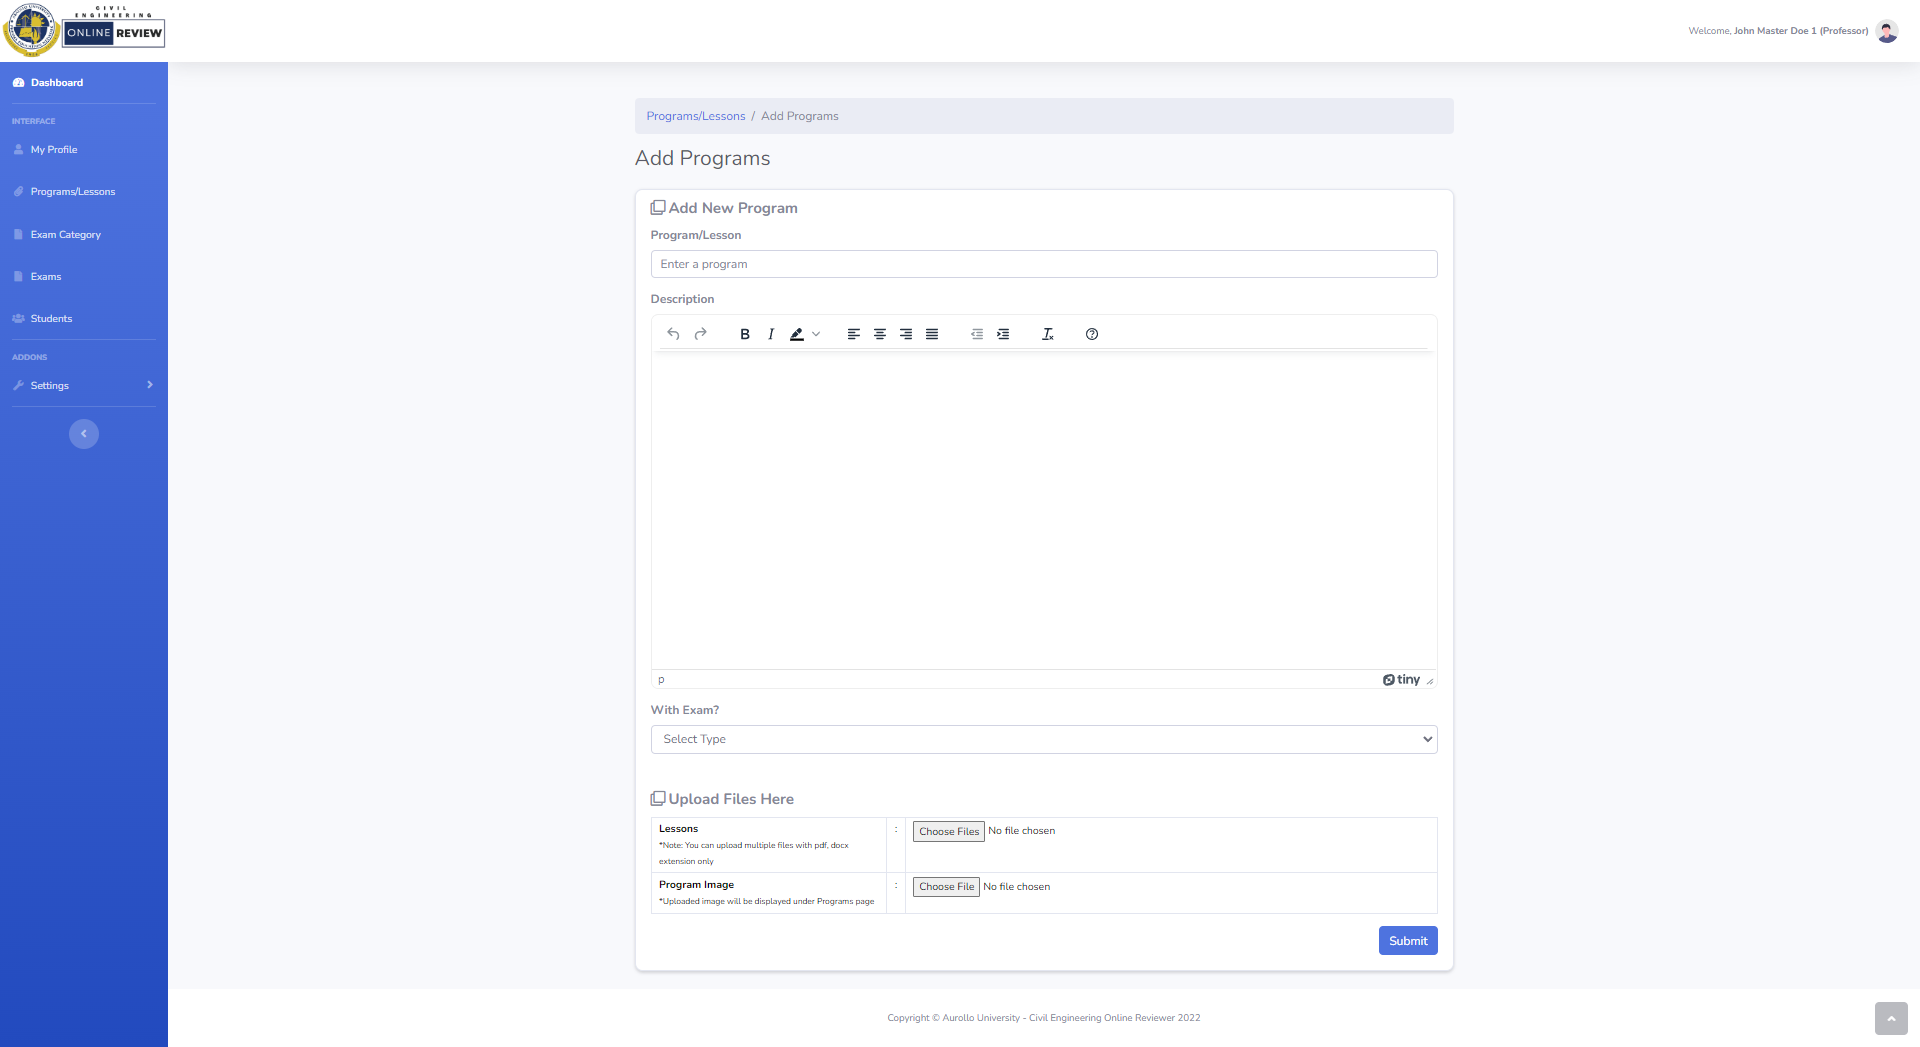 CIVIL
ENGINEERING
ONLINE REVIEW
Welcome, John Master Doe 1 (Professor)
Dashboard
INTERFACE
My Profile
Programs/Lessons
Exam Category
Exams
Students
ADDONS
Settings
Programs/Lessons / Add Programs
Add Programs
Add New Program
Program/Lesson
Enter a program
Description
p
tiny
With Exam?
Select Type
Upload Files Here
Lessons : Choose Files No file chosen
*Note: You can upload multiple files with pdf, docx
extension only
Program Image : Choose File No file chosen
*Uploaded image will be displayed under Programs page
Submit
Copyright © Aurollo University - Civil Engineering Online Reviewer 2022